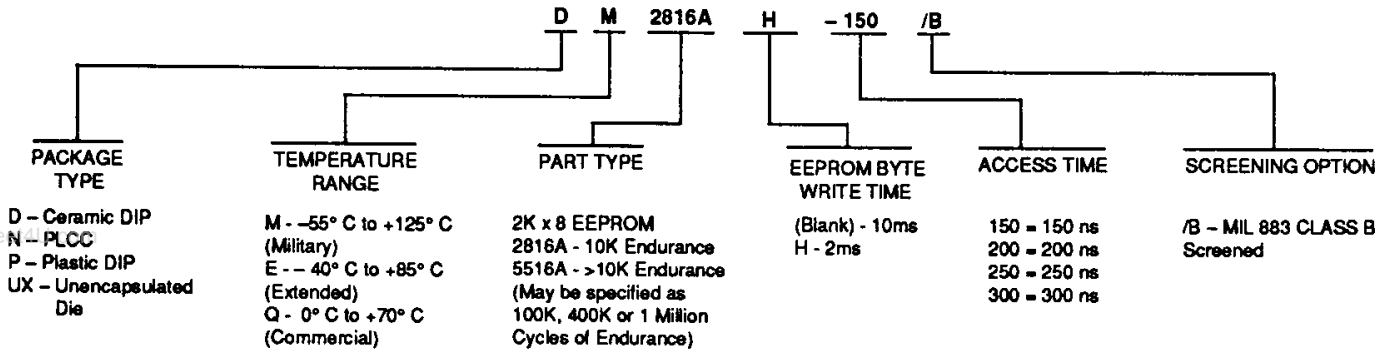 D M 2816A H - 150 /B
PACKAGE
TYPE
D – Ceramic DIP
N – PLCC
P – Plastic DIP
UX – Unencapsulated
Die
TEMPERATURE
RANGE
M - –55° C to +125° C
(Military)
E - – 40° C to +85° C
(Extended)
Q - 0° C to +70° C
(Commercial)
PART TYPE
2K x 8 EEPROM
2816A - 10K Endurance
5516A - >10K Endurance
(May be specified as
100K, 400K or 1 Million
Cycles of Endurance)
EEPROM BYTE
WRITE TIME
(Blank) - 10ms
H - 2ms
ACCESS TIME
150 = 150 ns
200 = 200 ns
250 = 250 ns
300 = 300 ns
SCREENING OPTION
/B – MIL 883 CLASS B
Screened